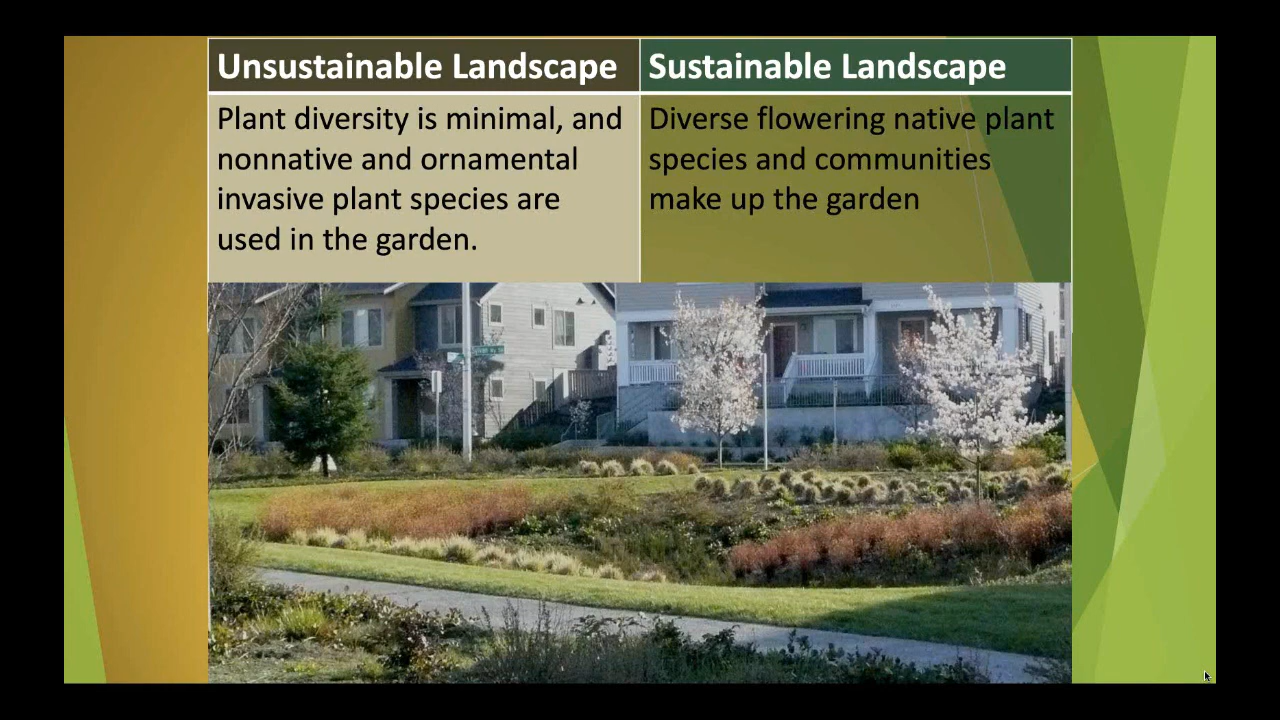 Unsustainable Landscape
Sustainable Landscape
Plant diversity is minimal, and
nonnative and ornamental
invasive plant species are
used in the garden.
Diverse flowering native plant
species and communities
make up the garden